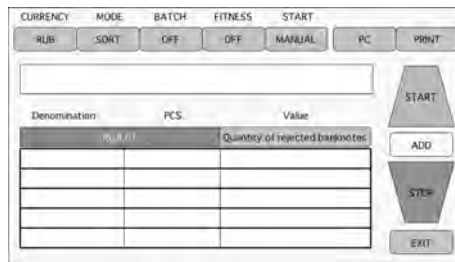 CURRENCY MODE BATCH FITNESS START
RUB SORT OFF OFF MANUAL PC PRINT
START
Denomination PCS. Value
Quantity of rejected banknotes
ADD
STOP
EXIT